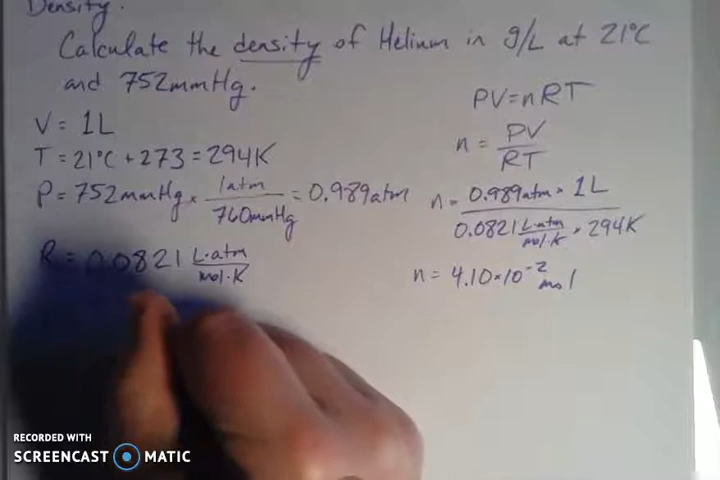 Density.
Calculate the density of Helium in g/L at 21°C
and 752mmHg.
V = 1L
T = 21°C + 273 = 294K
P = 752mmHg × 1atm / 760mmHg = 0.989atm
R = 0.0821 L·atm / mol·K
PV = nRT
n = PV / RT
n = 0.989atm × 1L / 0.0821 L·atm / mol·K × 294K
n = 4.10×10⁻² mol
RECORDED WITH
SCREENCAST MATIC